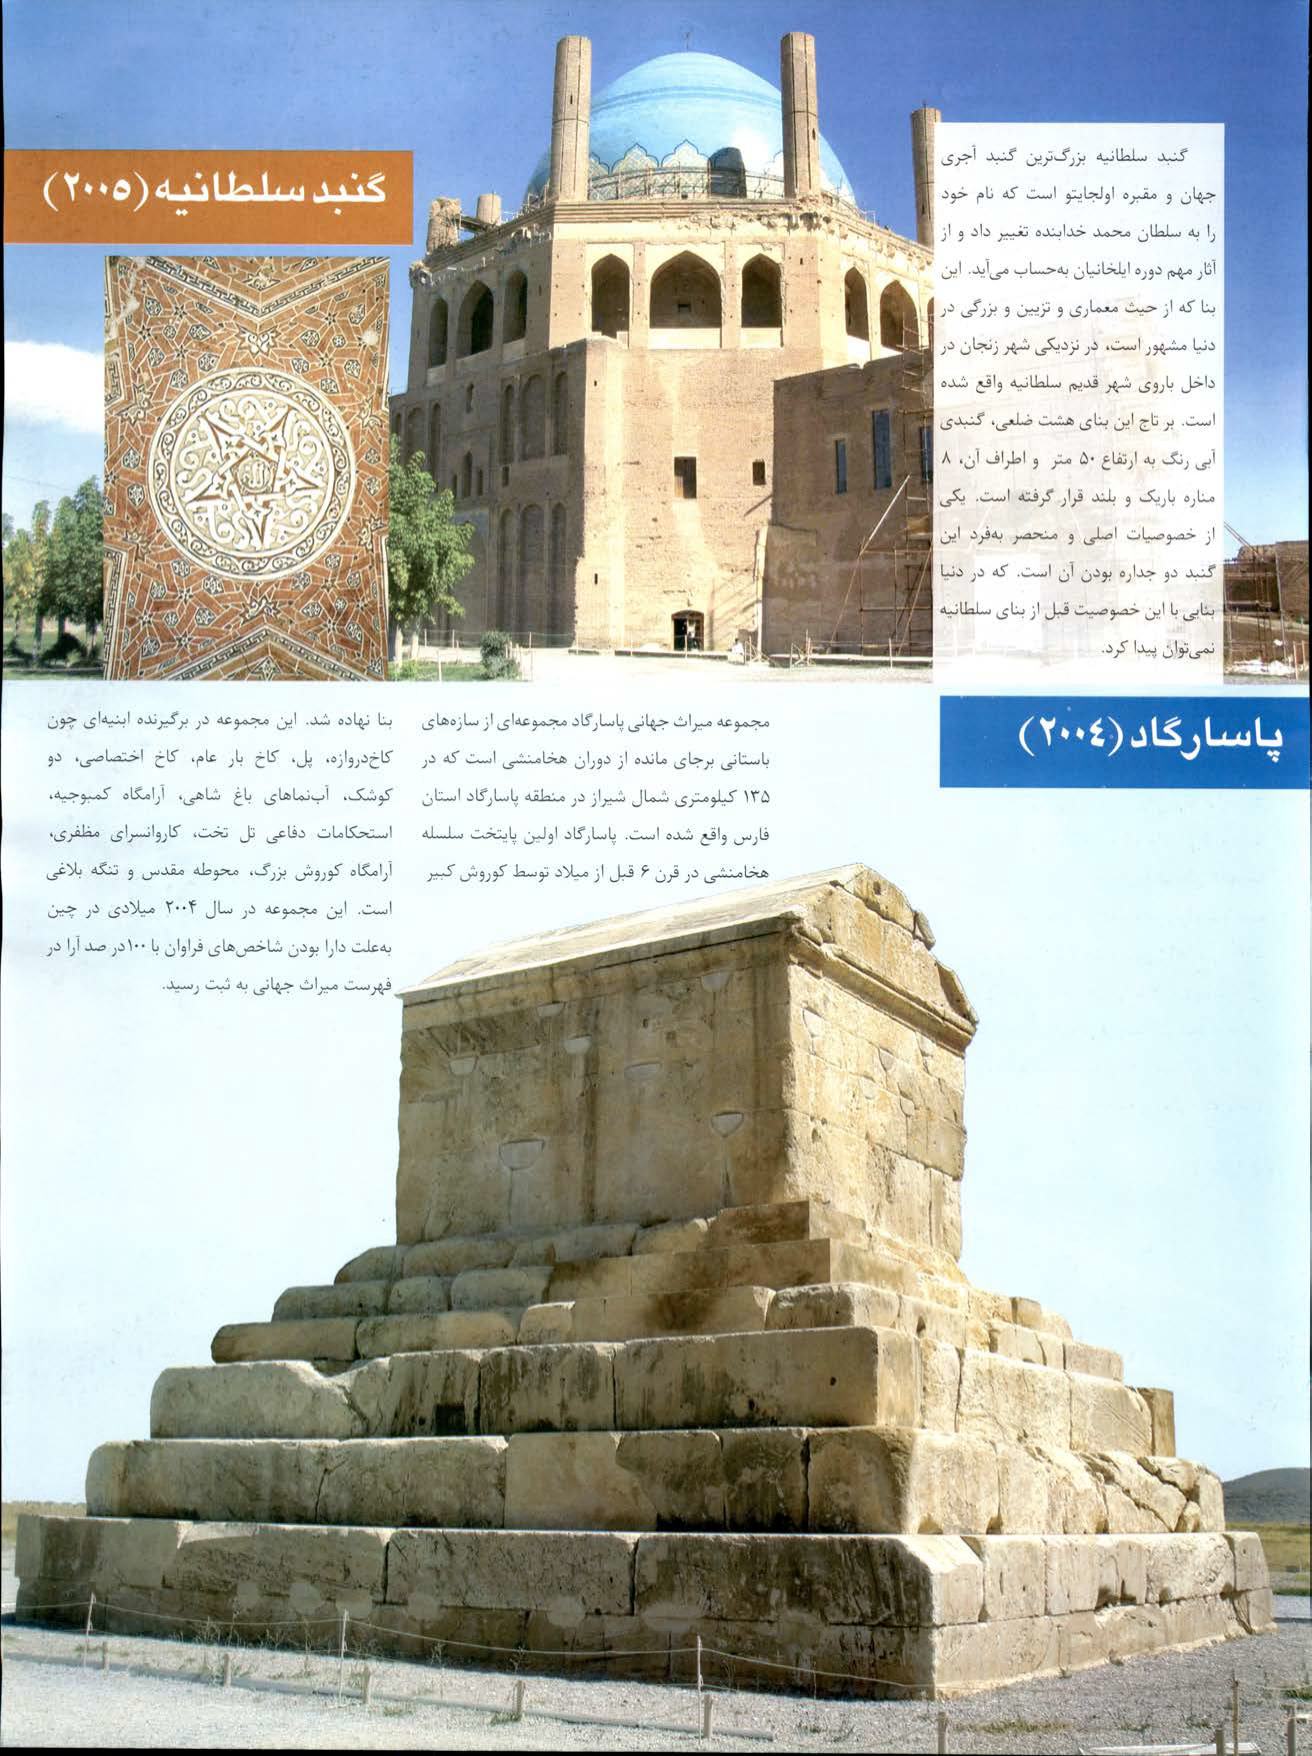 گنبد سلطانیه (۲۰۰۵)
گنبد سلطانیه بزرگ‌ترین گنبد آجری
جهان و مقبره اولجایتو است که نام خود
را به سلطان محمد خدابنده تغییر داد و از
آثار مهم دوره ایلخانیان به‌حساب می‌آید. این
بنا که از حیث معماری و تزیین و بزرگی در
دنیا مشهور است، در نزدیکی شهر زنجان در
داخل باروی شهر قدیم سلطانیه واقع شده
است. بر تاج این بنای هشت ضلعی، گنبدی
آبی رنگ به ارتفاع ۵۰ متر و اطراف آن، ۸
مناره باریک و بلند قرار گرفته است. یکی
از خصوصیات اصلی و منحصر به‌فرد این
گنبد دو جداره بودن آن است. که در دنیا
بنایی با این خصوصیت قبل از بنای سلطانیه
نمی‌توان پیدا کرد.
پاسارگاد (۲۰۰۴)
مجموعه میراث جهانی پاسارگاد مجموعه‌ای از سازه‌های
باستانی برجای مانده از دوران هخامنشی است که در
۱۳۵ کیلومتری شمال شیراز در منطقه پاسارگاد استان
فارس واقع شده است. پاسارگاد اولین پایتخت سلسله
هخامنشی در قرن ۶ قبل از میلاد توسط کوروش کبیر
بنا نهاده شد. این مجموعه در برگیرنده ابنیه‌ای چون
کاخ‌دروازه، پل، کاخ بار عام، کاخ اختصاصی، دو
کوشک، آب‌نماهای باغ شاهی، آرامگاه کمبوجیه،
استحکامات دفاعی تل تخت، کاروانسرای مظفری،
آرامگاه کوروش بزرگ، محوطه مقدس و تنگه بلاغی
است. این مجموعه در سال ۲۰۰۴ میلادی در چین
به‌علت دارا بودن شاخص‌های فراوان با ۱۰۰در صد آرا در
فهرست میراث جهانی به ثبت رسید.